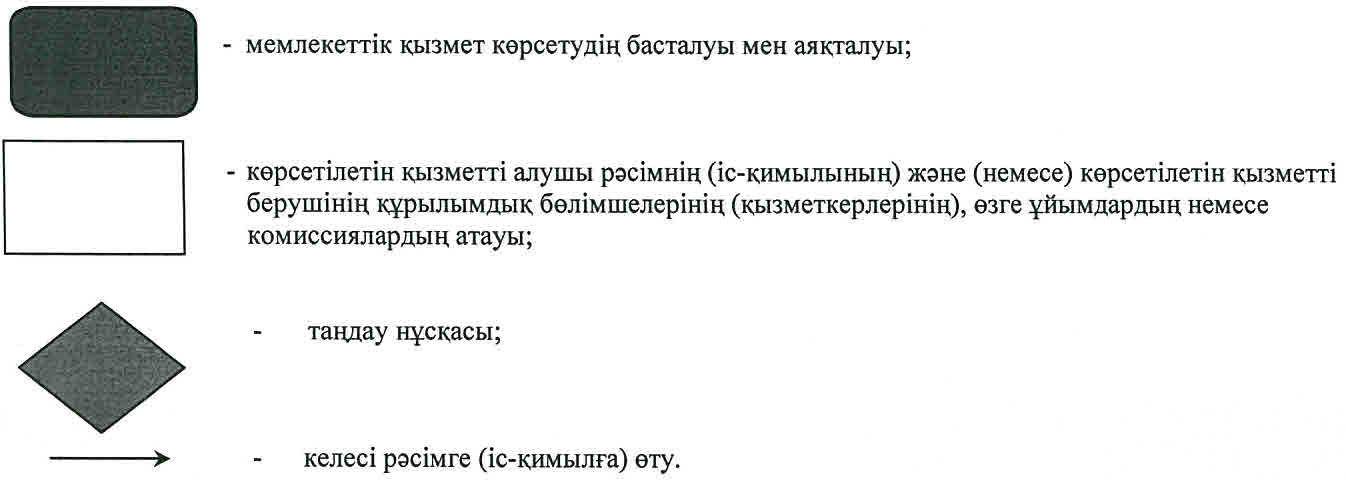 - мемлекеттік қызмет көрсетудің басталуы мен аяқталуы;
- көрсетілетін қызметті алушы рәсімнің (іс-қимылының) және (немесе) көрсетілетін қызметті
берушінің құрылымдық бөлімшелерінің (қызметкерлерінің), өзге ұйымдардың немесе
комиссиялардың атауы;
- таңдау нұсқасы;
- келесі рәсімге (іс-қимылға) өту.